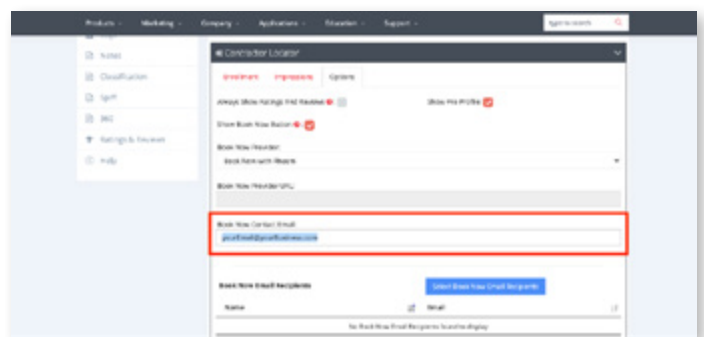 Products Marketing Company Applications Education Support type to search
Notes
Classification
Spiff
Ratings & Reviews
Help
Contractor Locator
Enrollment Impressions Options
Always Show Ratings And Reviews Show Pro Profile
Show Book Now Button
Book Now Provider:
Book Now with Rheem
Book Now Provider URL:
Book Now Contact Email:
yourEmail@yourBusiness.com
Book Now Email Recipients Select Book Now Email Recipients
Name Email
No Book Now Email Recipients found to display